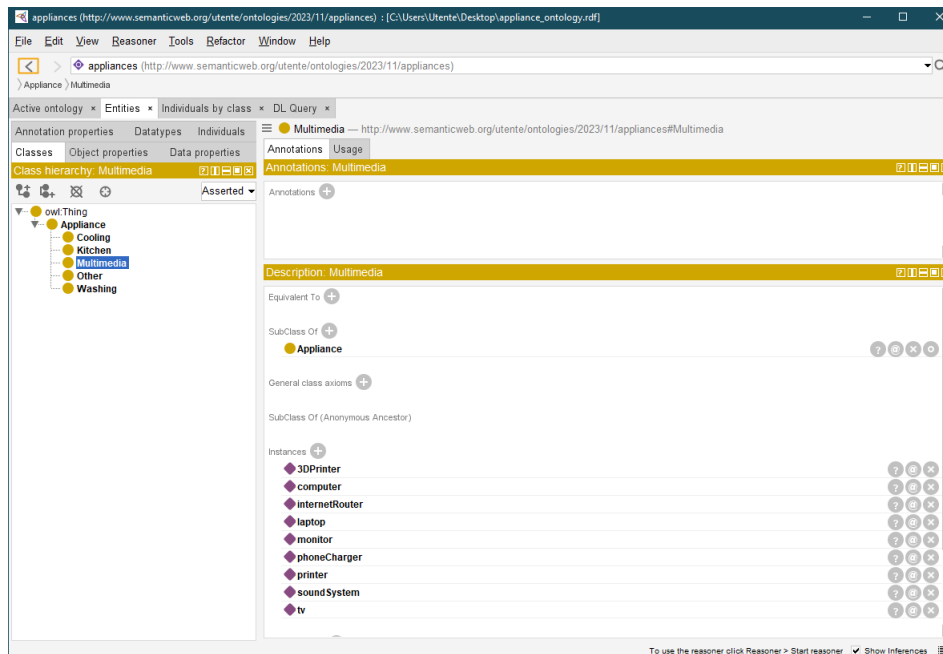 appliances (http://www.semanticweb.org/utente/ontologies/2023/11/appliances) : [C:\Users\Utente\Desktop\appliance_ontology.rdf]
File Edit View Reasoner Tools Refactor Window Help
appliances (http://www.semanticweb.org/utente/ontologies/2023/11/appliances)
Appliance Multimedia
Active ontology × Entities × Individuals by class × DL Query ×
Annotation properties Datatypes Individuals
Classes Object properties Data properties
Class hierarchy: Multimedia
Asserted
owl:Thing
Appliance
Cooling
Kitchen
Multimedia
Other
Washing
Multimedia — http://www.semanticweb.org/utente/ontologies/2023/11/appliances#Multimedia
Annotations Usage
Annotations: Multimedia
Annotations
Description: Multimedia
Equivalent To
SubClass Of
Appliance
General class axioms
SubClass Of (Anonymous Ancestor)
Instances
3DPrinter
computer
internetRouter
laptop
monitor
phoneCharger
printer
soundSystem
tv
To use the reasoner click Reasoner > Start reasoner Show Inferences